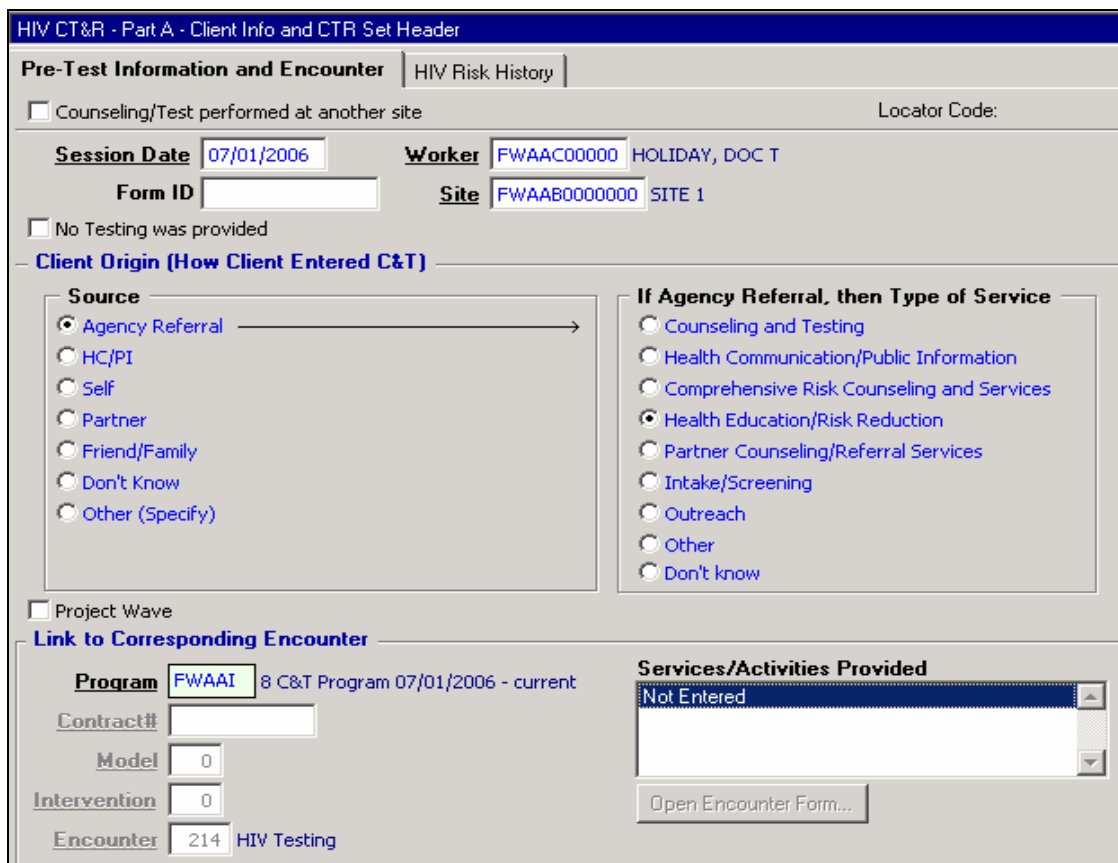 HIV CT&R - Part A - Client Info and CTR Set Header
Pre-Test Information and Encounter HIV Risk History
Counseling/Test performed at another site Locator Code:
Session Date 07/01/2006 Worker FWAAC00000 HOLIDAY, DOC T
Form ID Site FWAAB0000000 SITE 1
No Testing was provided
Client Origin (How Client Entered C&T)
Source
Agency Referral
HC/PI
Self
Partner
Friend/Family
Don't Know
Other (Specify)
If Agency Referral, then Type of Service
Counseling and Testing
Health Communication/Public Information
Comprehensive Risk Counseling and Services
Health Education/Risk Reduction
Partner Counseling/Referral Services
Intake/Screening
Outreach
Other
Don't know
Project Wave
Link to Corresponding Encounter
Program FWAAI 8 C&T Program 07/01/2006 - current
Contract#
Model 0
Intervention 0
Encounter 214 HIV Testing
Services/Activities Provided
Not Entered
Open Encounter Form...